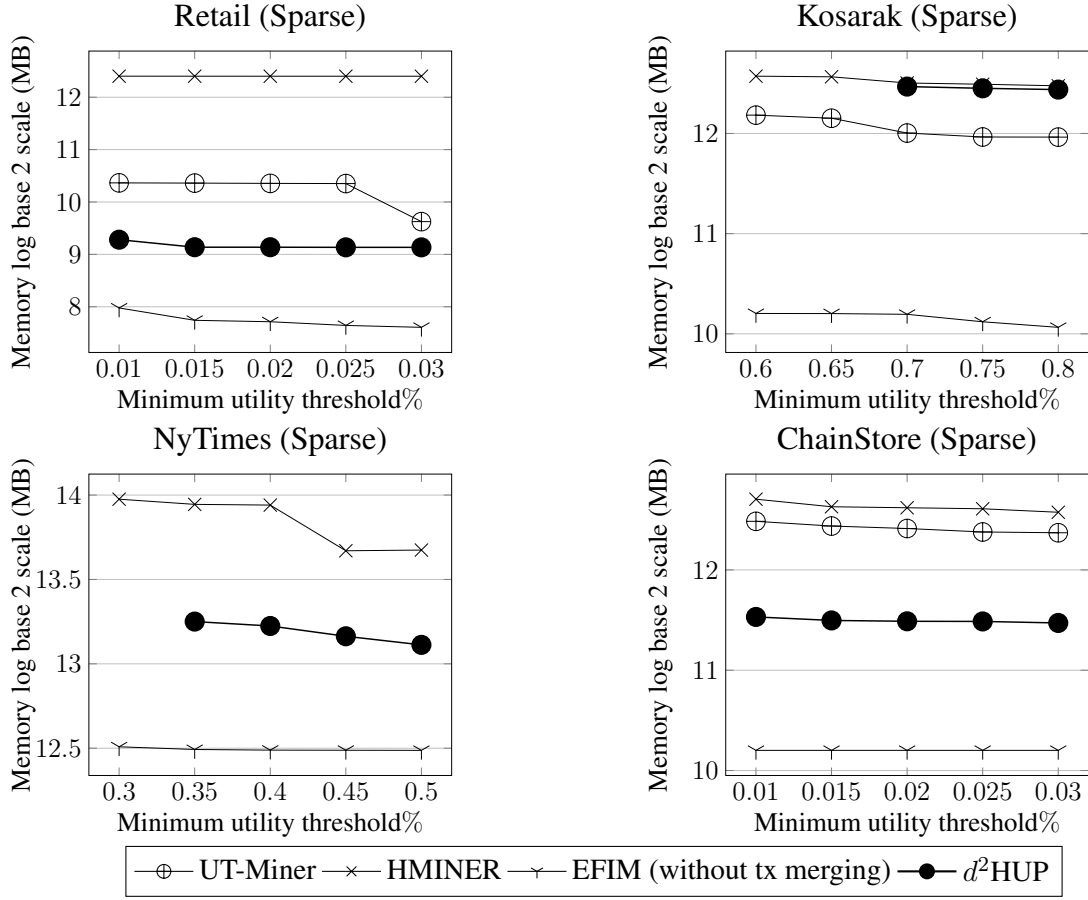 Retail (Sparse)
Memory log base 2 scale (MB)
12
11
10
9
8
0.01 0.015 0.02 0.025 0.03
Minimum utility threshold%
Kosarak (Sparse)
Memory log base 2 scale (MB)
12
11
10
0.6 0.65 0.7 0.75 0.8
Minimum utility threshold%
NyTimes (Sparse)
Memory log base 2 scale (MB)
14
13.5
13
12.5
0.3 0.35 0.4 0.45 0.5
Minimum utility threshold%
ChainStore (Sparse)
Memory log base 2 scale (MB)
12
11
10
0.01 0.015 0.02 0.025 0.03
Minimum utility threshold%
UT-Miner HMINER EFIM (without tx merging) d²HUP